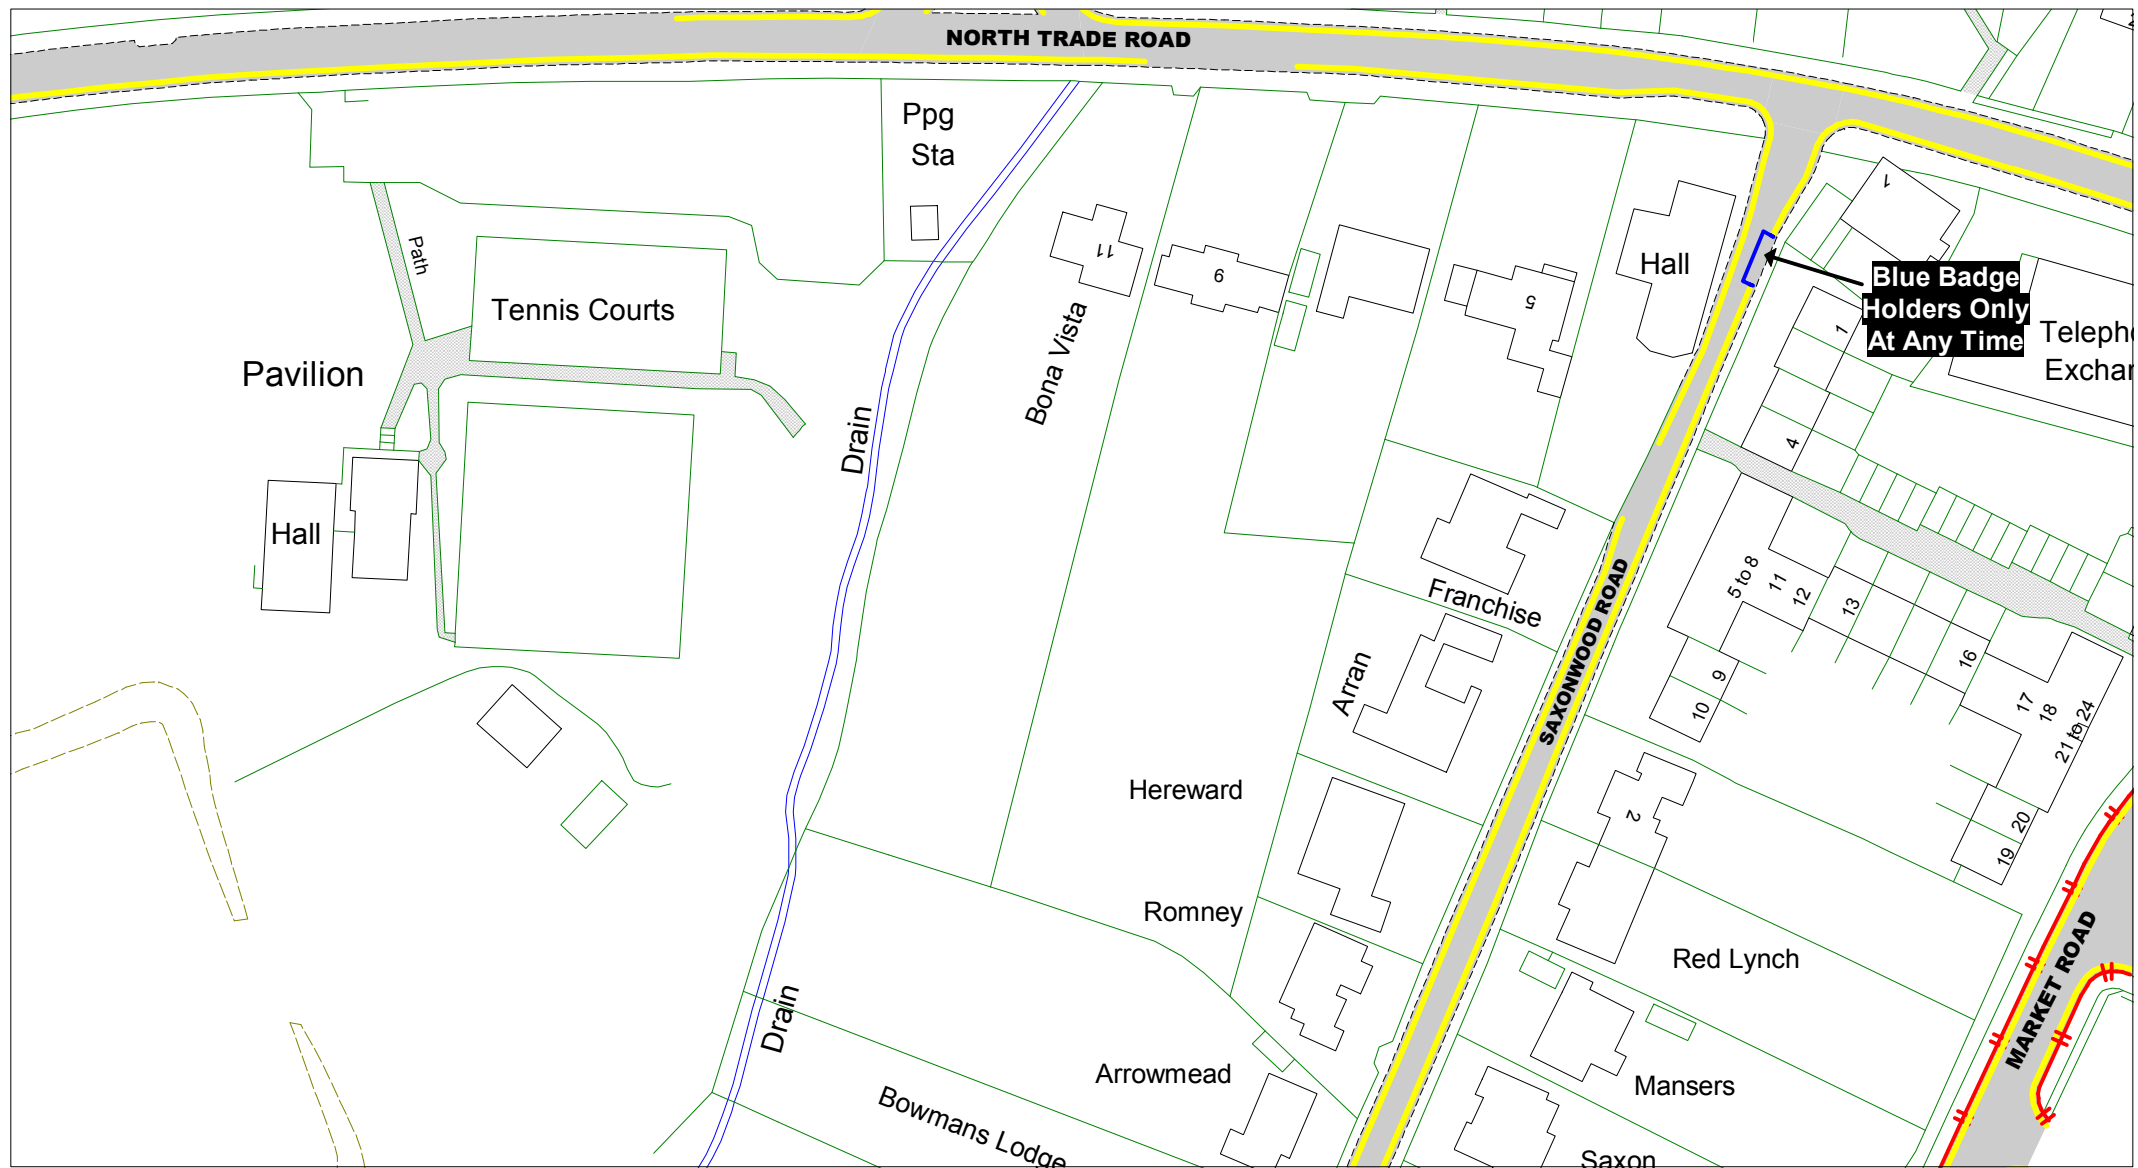 NORTH TRADE ROAD
Ppg
Sta
Path
Tennis Courts
Pavilion
Hall
Drain
Bona Vista
11
9
5
Hall
1
Blue Badge
Holders Only
At Any Time
Telepho
Exchan
1
4
Franchise
Arran
SAXONWOOD ROAD
5 to 8
11
12
13
16
9
10
17
18
21 to 24
20
19
2
Hereward
Romney
Red Lynch
MARKET ROAD
Drain
Arrowmead
Mansers
Bowmans Lodge
Saxon